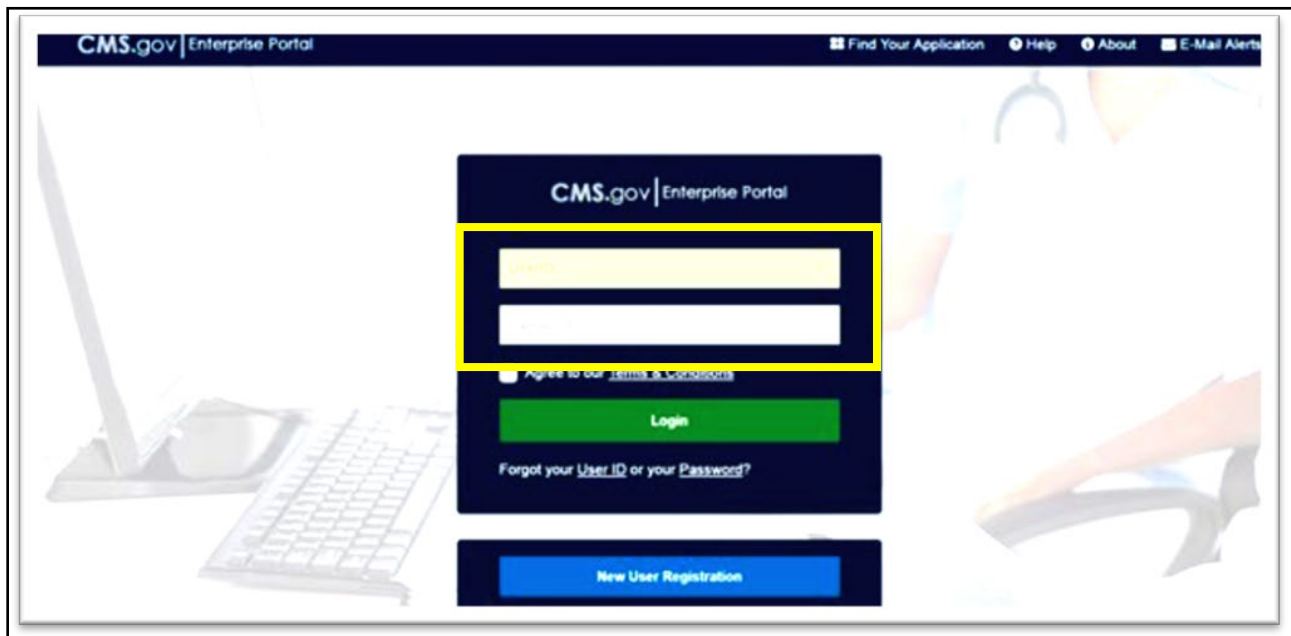 CMS.gov Enterprise Portal Find Your Application Help About E-Mail Alerts
CMS.gov Enterprise Portal
Agree to our Terms & Conditions
Login
Forgot your User ID or your Password?
New User Registration